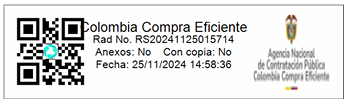 Colombia Compra Eficiente
Rad No. RS20241125015714
Anexos: No Con copia: No
Fecha: 25/11/2024 14:58:36
Agencia Nacional
de Contratación Pública
Colombia Compra Eficiente